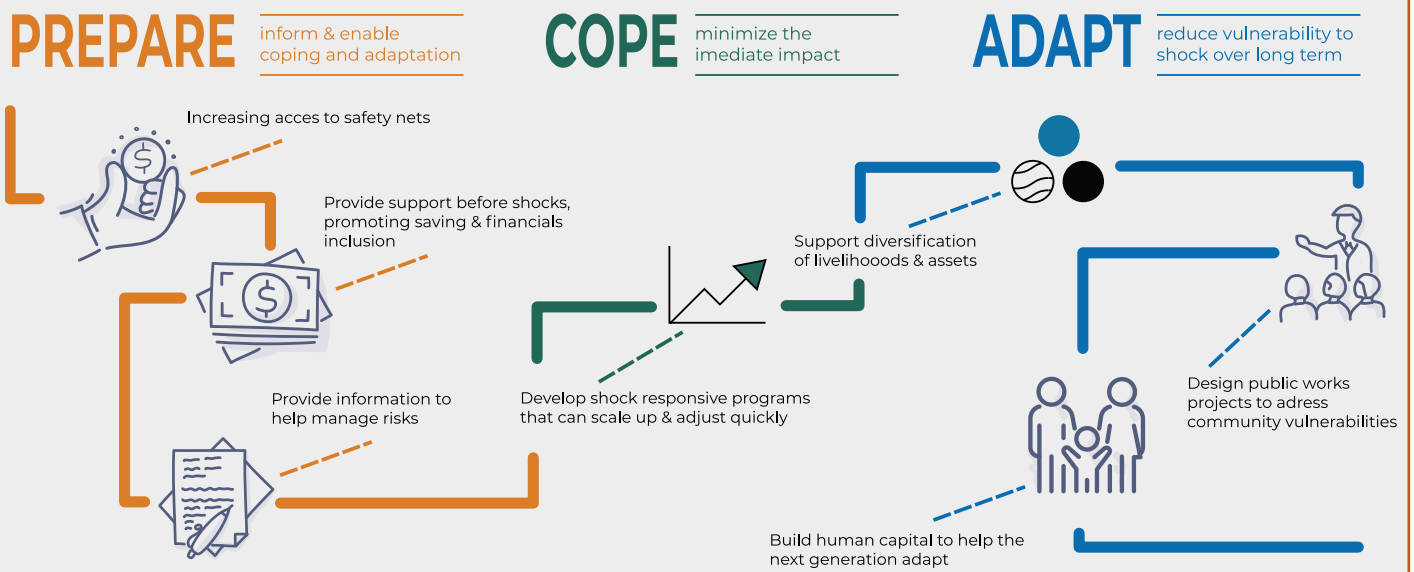 PREPARE
inform & enable
coping and adaptation
COPE
minimize the
imediate impact
ADAPT
reduce vulnerability to
shock over long term
Increasing acces to safety nets
$
Provide support before shocks,
promoting saving & financials
inclusion
$
Provide information to
help manage risks
Develop shock responsive programs
that can scale up & adjust quickly
Support diversification
of livelihooods & assets
Design public works
projects to adress
community vulnerabilities
Build human capital to help the
next generation adapt